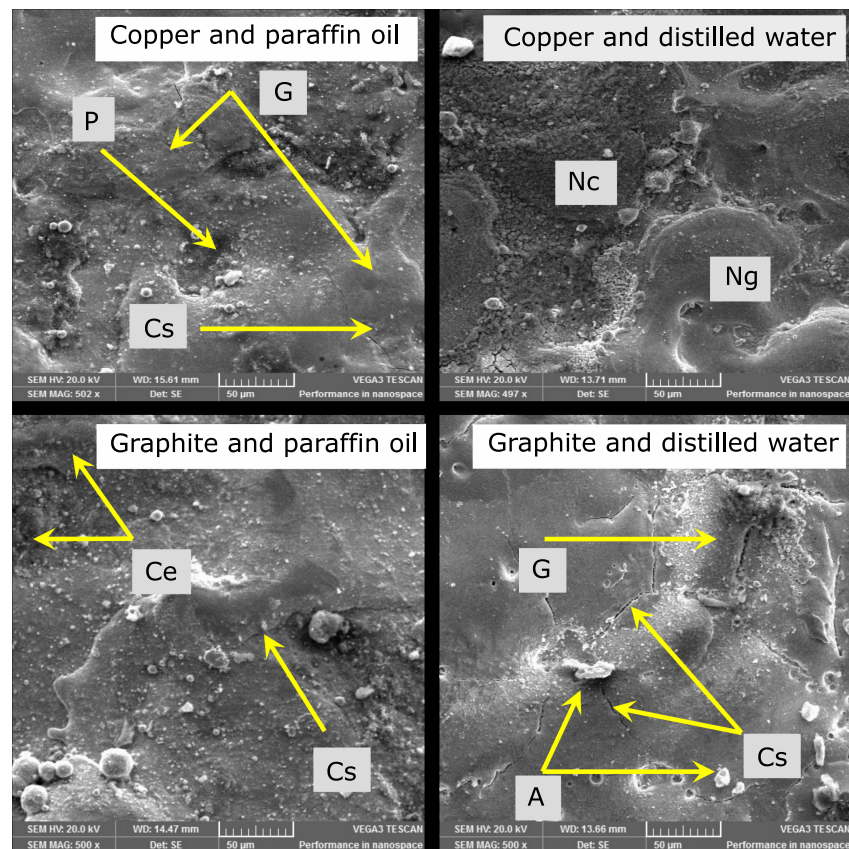 Copper and paraffin oil
G
P
Cs
SEM HV: 20.0 kV WD: 15.61 mm VEGA3 TESCAN
SEM MAG: 502 x Det: SE 50 µm Performance in nanospace
Copper and distilled water
Nc
Ng
SEM HV: 20.0 kV WD: 13.71 mm VEGA3 TESCAN
SEM MAG: 497 x Det: SE 50 µm Performance in nanospace
Graphite and paraffin oil
Ce
Cs
SEM HV: 20.0 kV WD: 14.47 mm VEGA3 TESCAN
SEM MAG: 500 x Det: SE 50 µm Performance in nanospace
Graphite and distilled water
G
Cs
A
SEM HV: 20.0 kV WD: 13.66 mm VEGA3 TESCAN
SEM MAG: 500 x Det: SE 50 µm Performance in nanospace